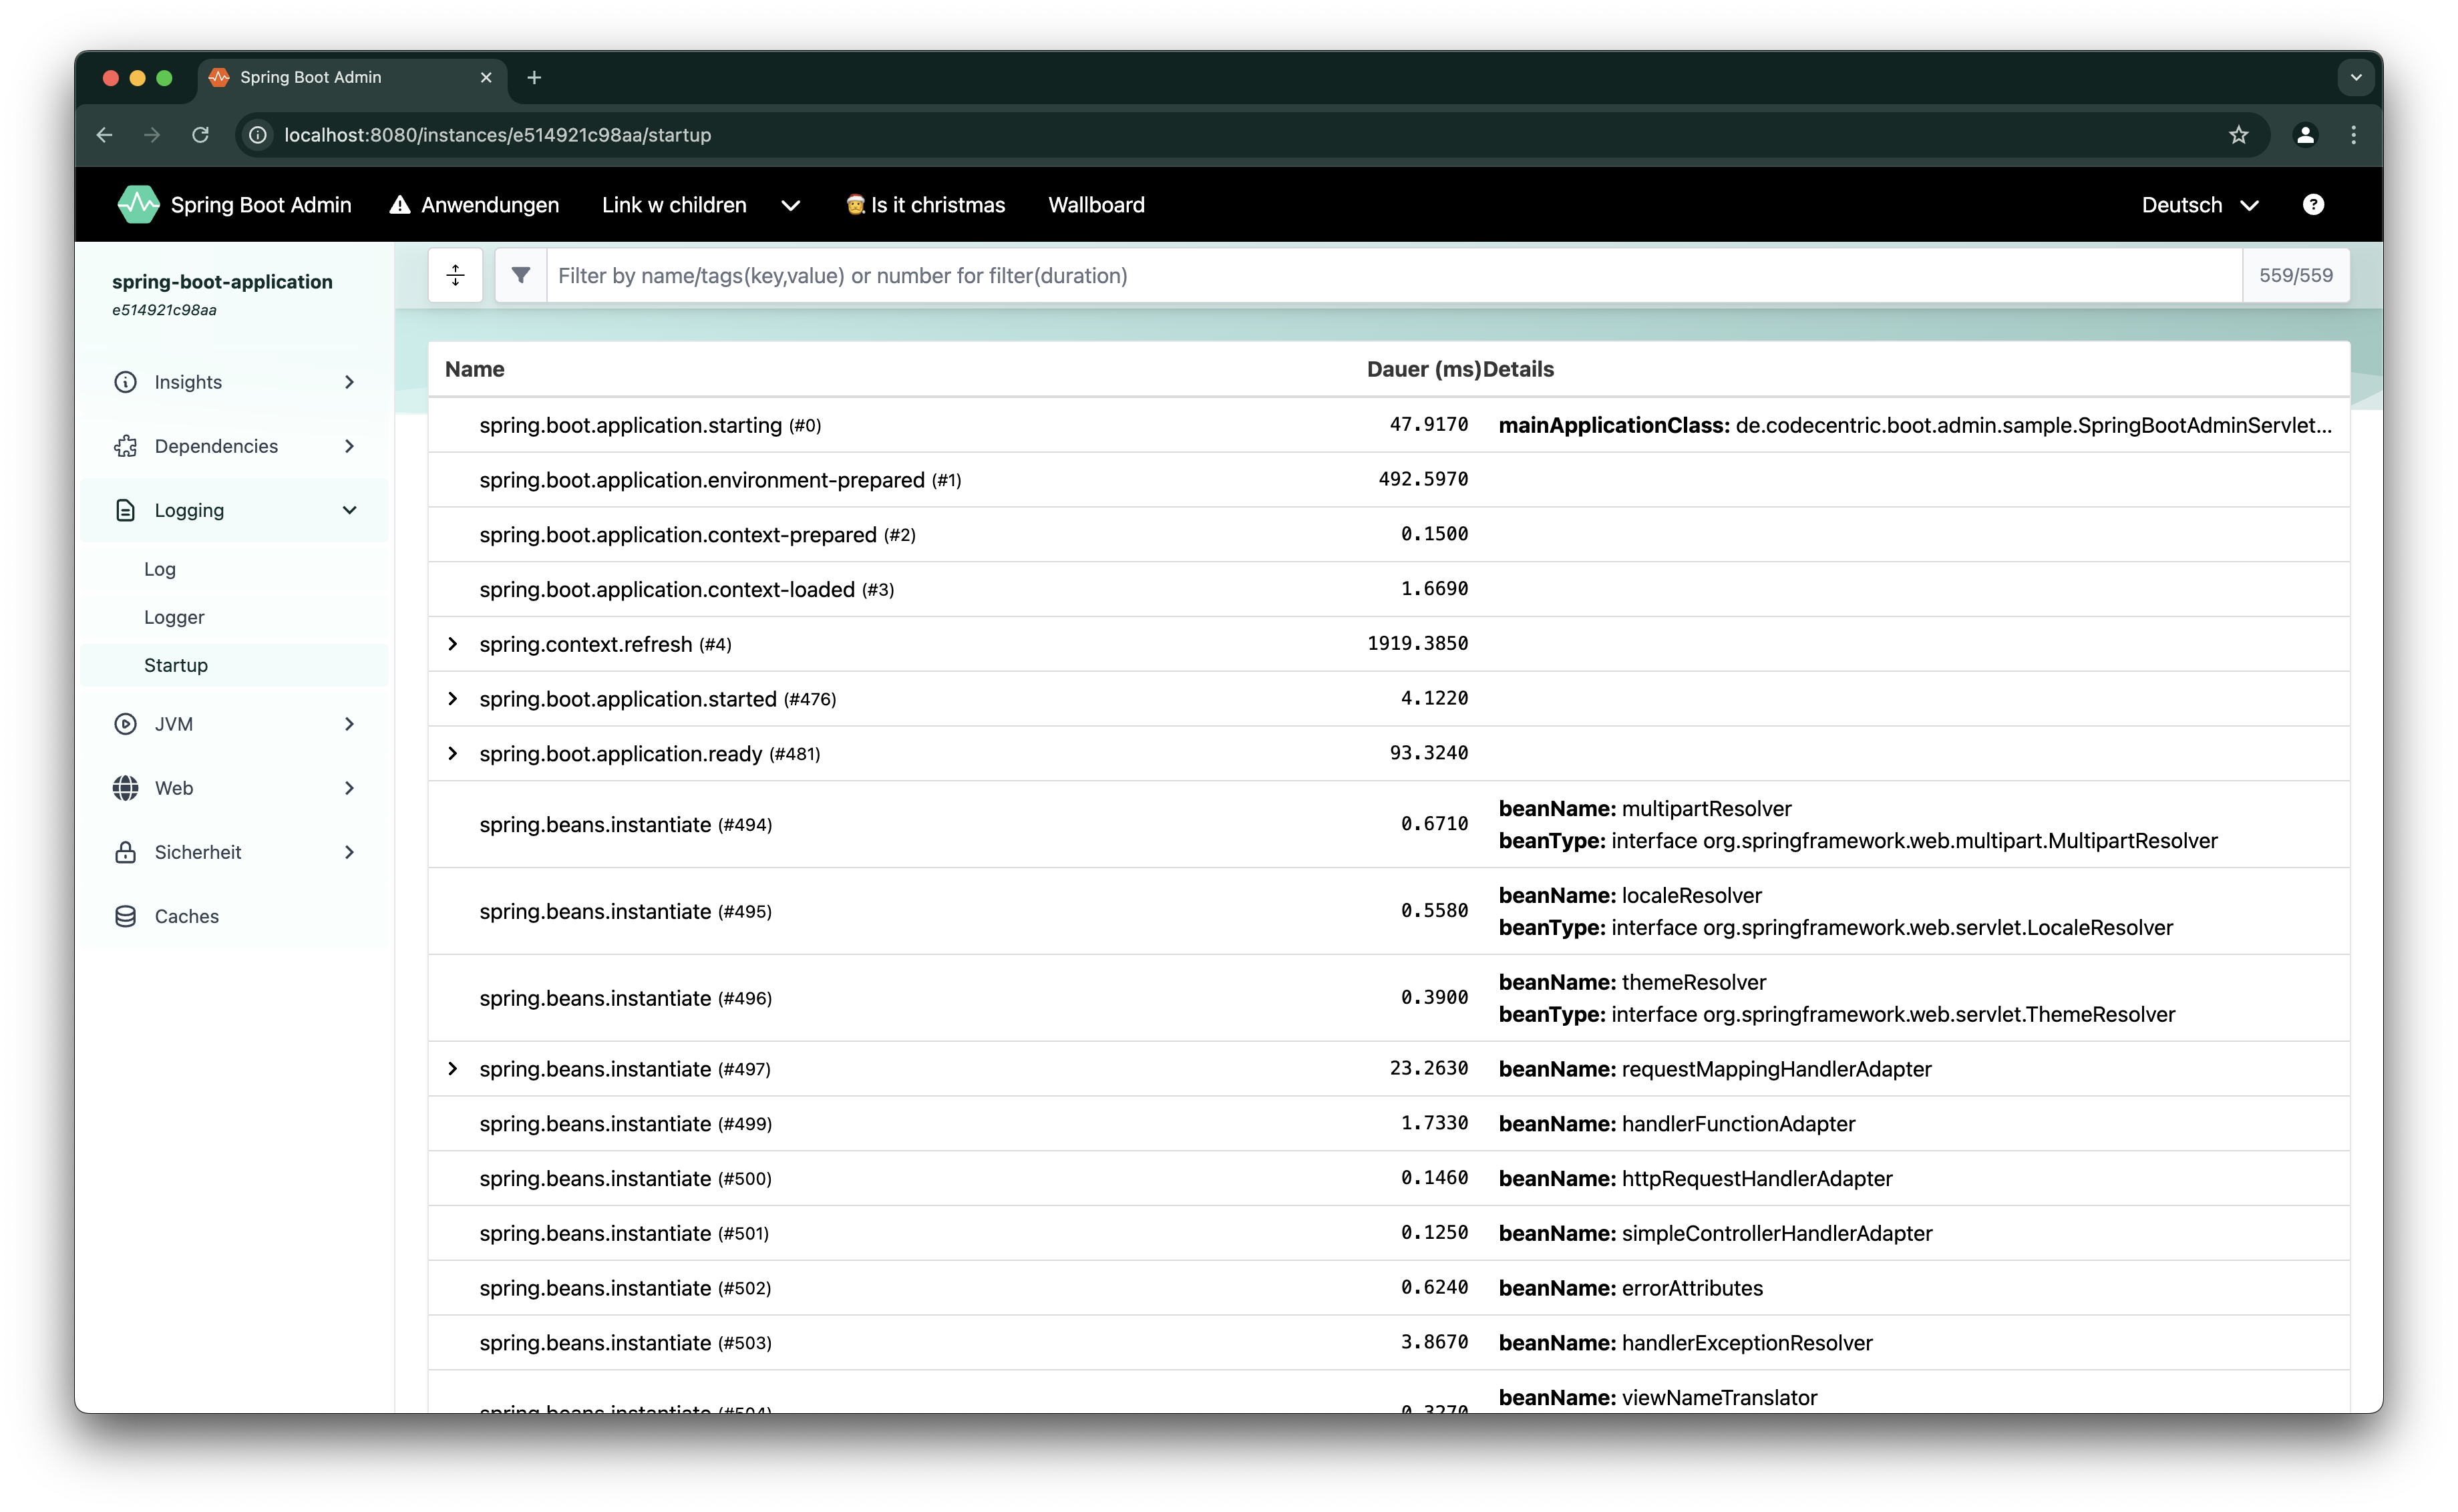 Spring Boot Admin
localhost:8080/instances/e514921c98aa/startup
Spring Boot Admin Anwendungen Link w children Is it christmas Wallboard Deutsch
spring-boot-application
e514921c98aa
Insights
Dependencies
Logging
Log
Logger
Startup
JVM
Web
Sicherheit
Caches
Filter by name/tags(key,value) or number for filter(duration) 559/559
Name Dauer (ms) Details
spring.boot.application.starting (#0) 47.9170 mainApplicationClass: de.codecentric.boot.admin.sample.SpringBootAdminServlet...
spring.boot.application.environment-prepared (#1) 492.5970
spring.boot.application.context-prepared (#2) 0.1500
spring.boot.application.context-loaded (#3) 1.6690
spring.context.refresh (#4) 1919.3850
spring.boot.application.started (#476) 4.1220
spring.boot.application.ready (#481) 93.3240
spring.beans.instantiate (#494) 0.6710 beanName: multipartResolver
beanType: interface org.springframework.web.multipart.MultipartResolver
spring.beans.instantiate (#495) 0.5580 beanName: localeResolver
beanType: interface org.springframework.web.servlet.LocaleResolver
spring.beans.instantiate (#496) 0.3900 beanName: themeResolver
beanType: interface org.springframework.web.servlet.ThemeResolver
spring.beans.instantiate (#497) 23.2630 beanName: requestMappingHandlerAdapter
spring.beans.instantiate (#499) 1.7330 beanName: handlerFunctionAdapter
spring.beans.instantiate (#500) 0.1460 beanName: httpRequestHandlerAdapter
spring.beans.instantiate (#501) 0.1250 beanName: simpleControllerHandlerAdapter
spring.beans.instantiate (#502) 0.6240 beanName: errorAttributes
spring.beans.instantiate (#503) 3.8670 beanName: handlerExceptionResolver
spring.beans.instantiate (#504) 0.3270 beanName: viewNameTranslator